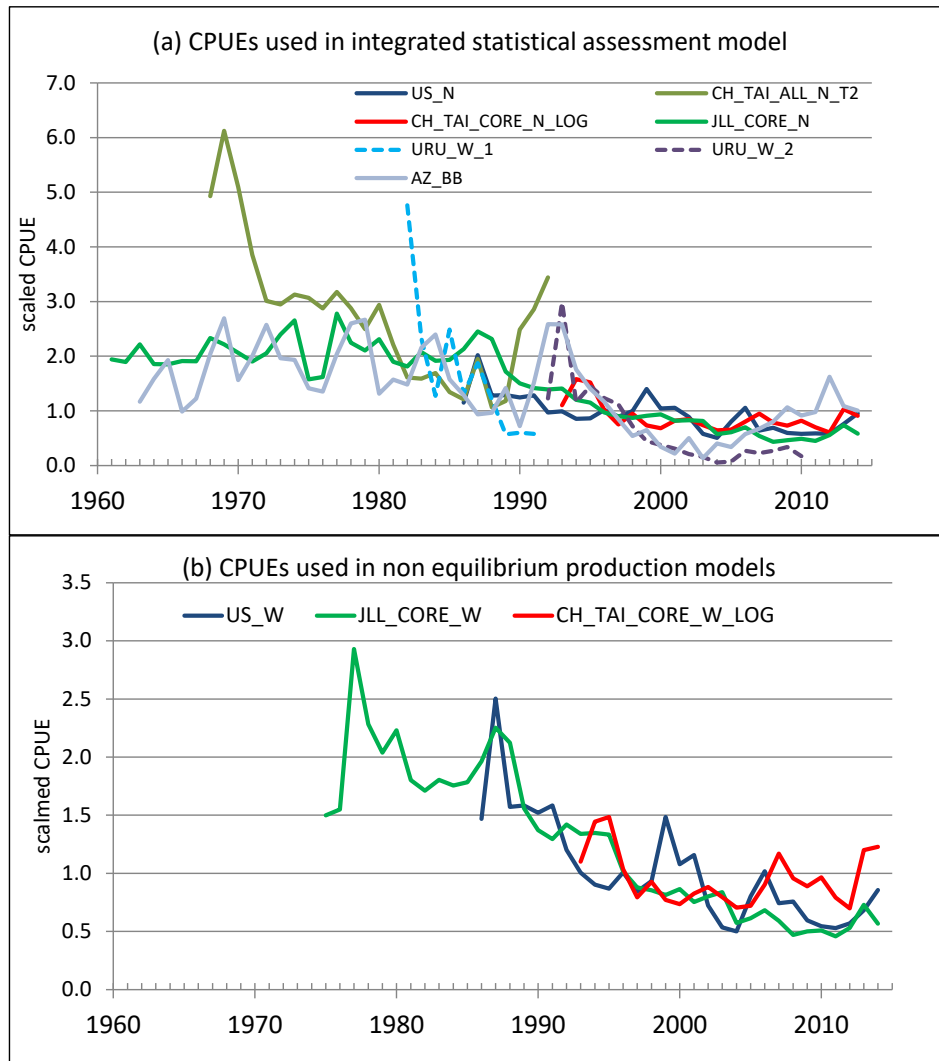 (a) CPUEs used in integrated statistical assessment model
US_N CH_TAI_ALL_N_T2
CH_TAI_CORE_N_LOG JLL_CORE_N
URU_W_1 URU_W_2
AZ_BB
scaled CPUE
7.0
6.0
5.0
4.0
3.0
2.0
1.0
0.0
1960 1970 1980 1990 2000 2010
(b) CPUEs used in non equilibrium production models
US_W JLL_CORE_W CH_TAI_CORE_W_LOG
scalmed CPUE
3.5
3.0
2.5
2.0
1.5
1.0
0.5
0.0
1960 1970 1980 1990 2000 2010